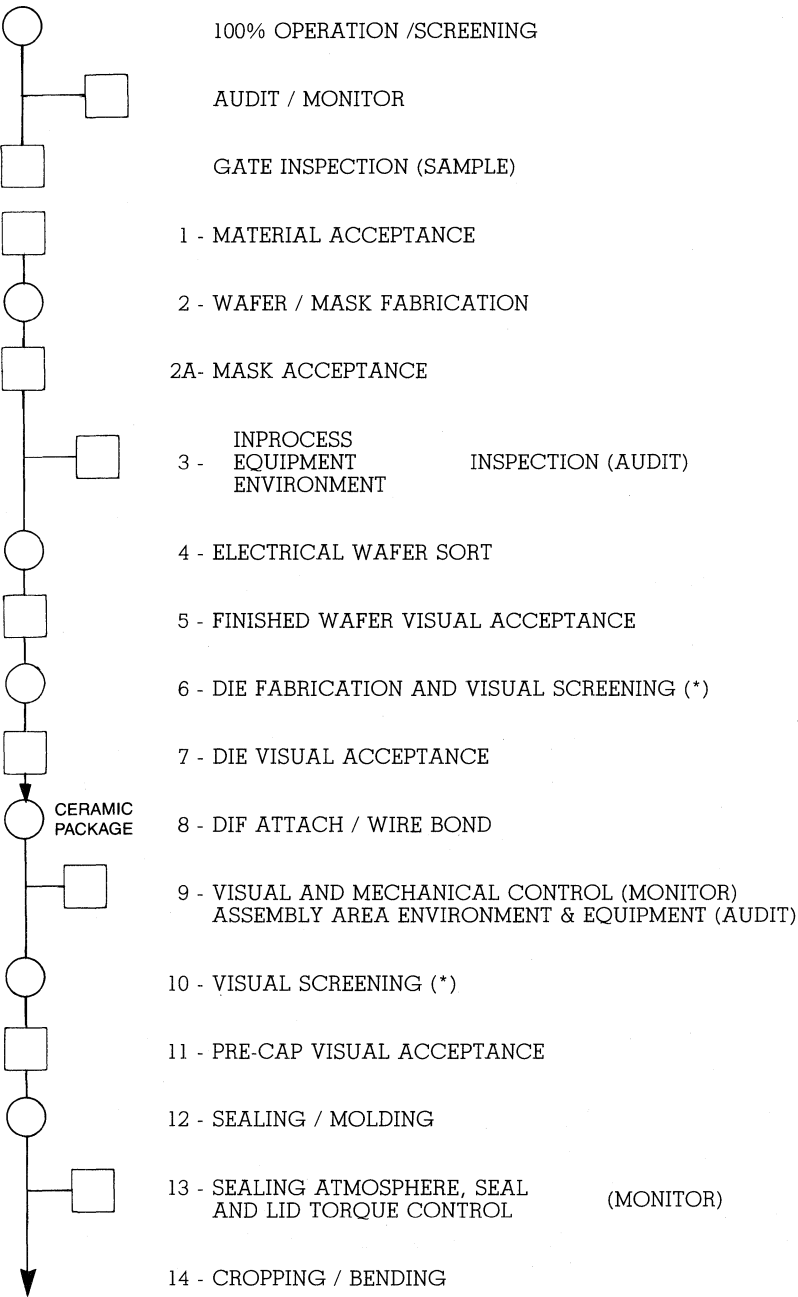 100% OPERATION /SCREENING
AUDIT / MONITOR
GATE INSPECTION (SAMPLE)
1 - MATERIAL ACCEPTANCE
2 - WAFER / MASK FABRICATION
2A- MASK ACCEPTANCE
INPROCESS
3 - EQUIPMENT INSPECTION (AUDIT)
ENVIRONMENT
4 - ELECTRICAL WAFER SORT
5 - FINISHED WAFER VISUAL ACCEPTANCE
6 - DIE FABRICATION AND VISUAL SCREENING (*)
7 - DIE VISUAL ACCEPTANCE
CERAMIC
PACKAGE
8 - DIF ATTACH / WIRE BOND
9 - VISUAL AND MECHANICAL CONTROL (MONITOR)
ASSEMBLY AREA ENVIRONMENT & EQUIPMENT (AUDIT)
10 - VISUAL SCREENING (*)
11 - PRE-CAP VISUAL ACCEPTANCE
12 - SEALING / MOLDING
13 - SEALING ATMOSPHERE, SEAL
AND LID TORQUE CONTROL (MONITOR)
14 - CROPPING / BENDING